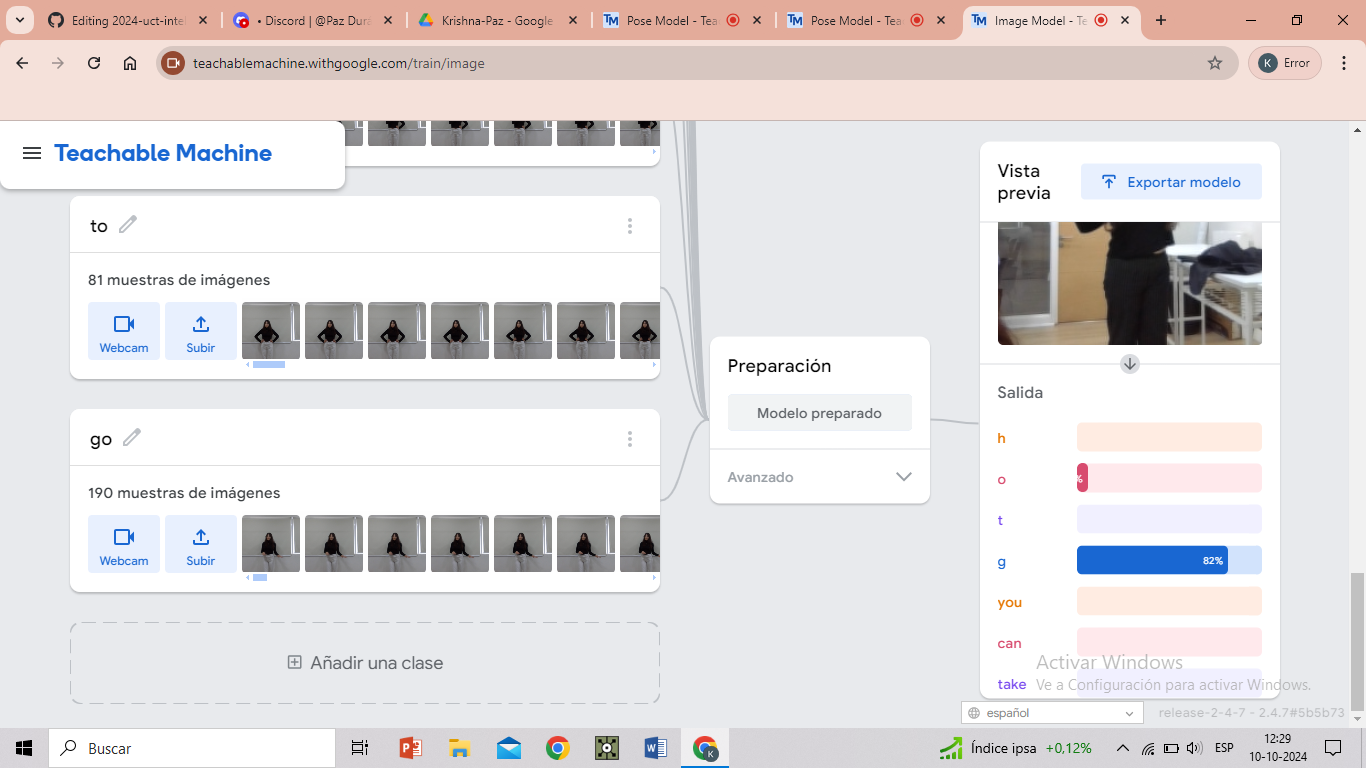 Editing 2024-uct-inte
• Discord | @Paz Dura
Krishna-Paz - Google
Pose Model - Tea
Pose Model - Tea
Image Model - Te
teachablemachine.withgoogle.com/train/image
K
Error
Teachable Machine
to
81 muestras de imágenes
Webcam
Subir
go
190 muestras de imágenes
Webcam
Subir
Añadir una clase
Preparación
Modelo preparado
Avanzado
Vista
previa
Exportar modelo
Salida
h
o
%
t
g
82%
you
can
take
Activar Windows
Ve a Configuración para activar Windows.
español
release-2-4-7 - 2.4.7#5b5b73
Buscar
Índice ipsa +0,12%
ESP
12:29
10-10-2024